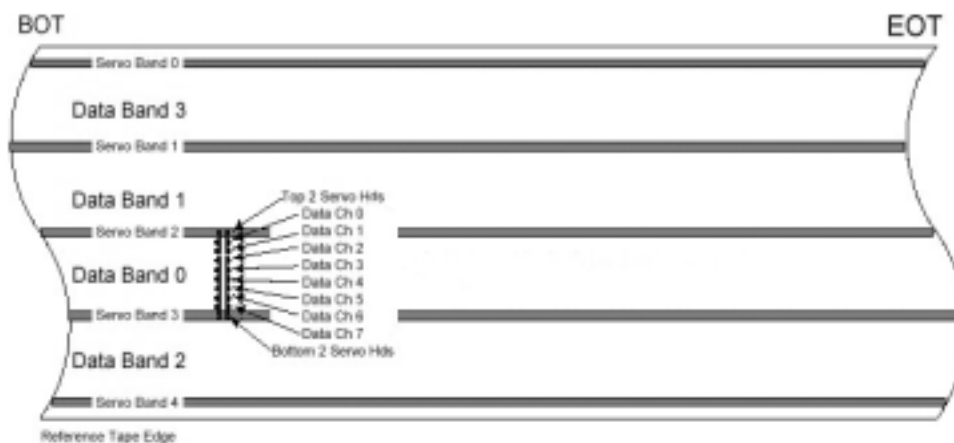 BOT
EOT
Servo Band 0
Data Band 3
Servo Band 1
Data Band 1
Top 2 Servo Hds
Data Ch 0
Servo Band 2
Data Ch 1
Data Ch 2
Data Band 0
Data Ch 3
Data Ch 4
Data Ch 5
Servo Band 3
Data Ch 6
Data Ch 7
Bottom 2 Servo Hds
Data Band 2
Servo Band 4
Reference Tape Edge